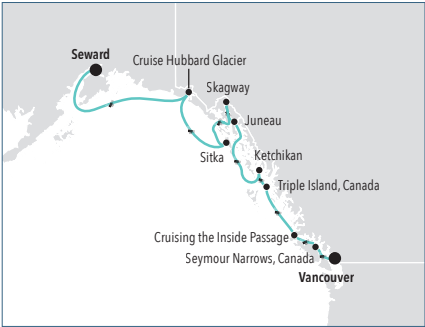 Seward
Cruise Hubbard Glacier
Skagway
Juneau
Sitka
Ketchikan
Triple Island, Canada
Cruising the Inside Passage
Seymour Narrows, Canada
Vancouver